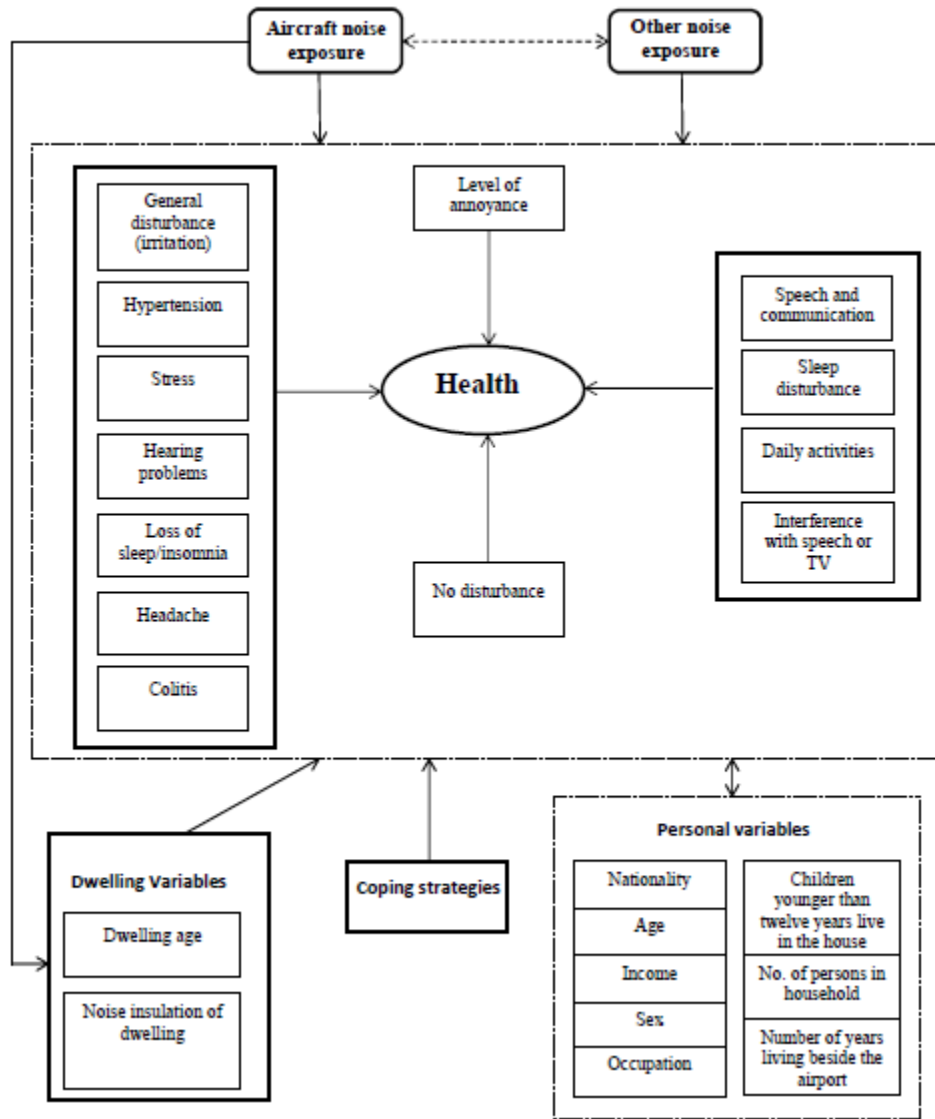 Aircraft noise
exposure
Other noise
exposure
General
disturbance
(irritation)
Hypertension
Stress
Hearing
problems
Loss of
sleep/insomnia
Headache
Colitis
Level of
annoyance
Health
No disturbance
Speech and
communication
Sleep
disturbance
Daily activities
Interference
with speech or
TV
Dwelling Variables
Dwelling age
Noise insulation of
dwelling
Coping strategies
Personal variables
Nationality
Age
Income
Sex
Occupation
Children
younger than
twelve years live
in the house
No. of persons in
household
Number of years
living beside the
airport